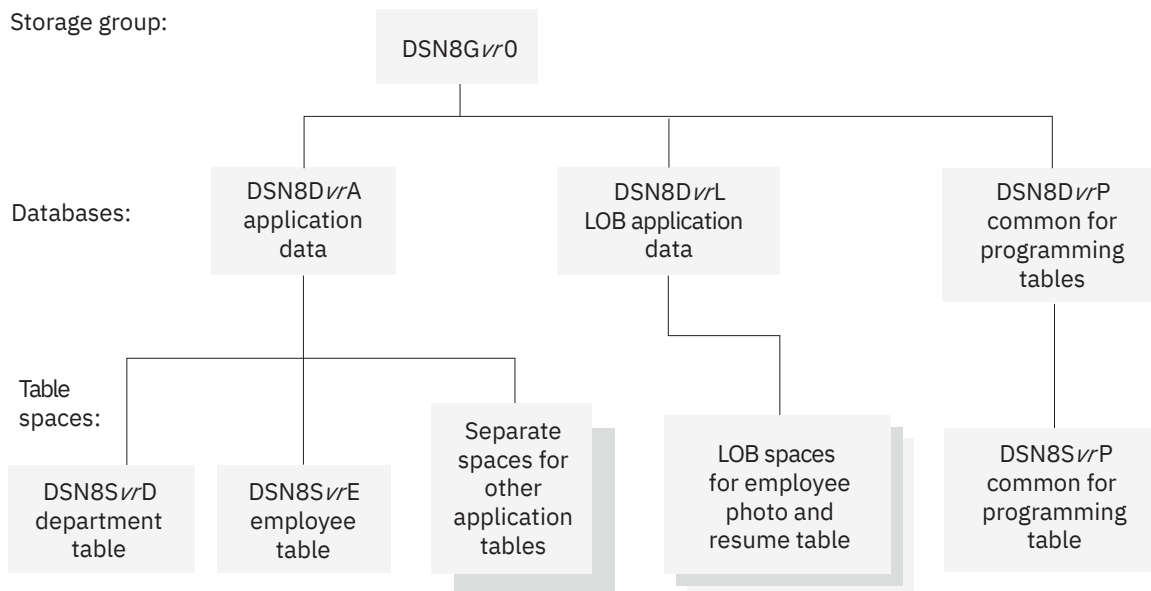 Storage group:
DSN8Gvr0
Databases:
DSN8DvrA
application
data
DSN8DvrL
LOB application
data
DSN8DvrP
common for
programming
tables
Table
spaces:
DSN8SvrD
department
table
DSN8SvrE
employee
table
Separate
spaces for
other
application
tables
LOB spaces
for employee
photo and
resume table
DSN8SvrP
common for
programming
table